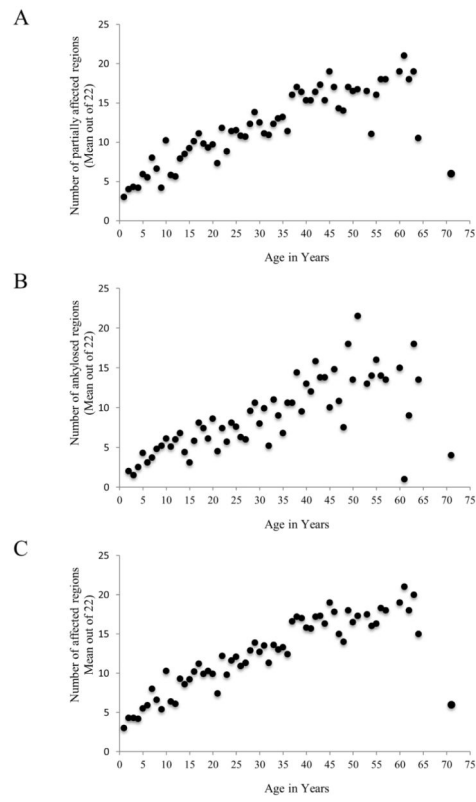 A
Number of partially affected regions
(Mean out of 22)
25
20
15
10
5
0
0 5 10 15 20 25 30 35 40 45 50 55 60 65 70 75
Age in Years
B
Number of ankylosed regions
(Mean out of 22)
25
20
15
10
5
0
0 5 10 15 20 25 30 35 40 45 50 55 60 65 70 75
Age in Years
C
Number of affected regions
Mean out of 22)
25
20
15
10
5
0
0 5 10 15 20 25 30 35 40 45 50 55 60 65 70 75
Age in Years